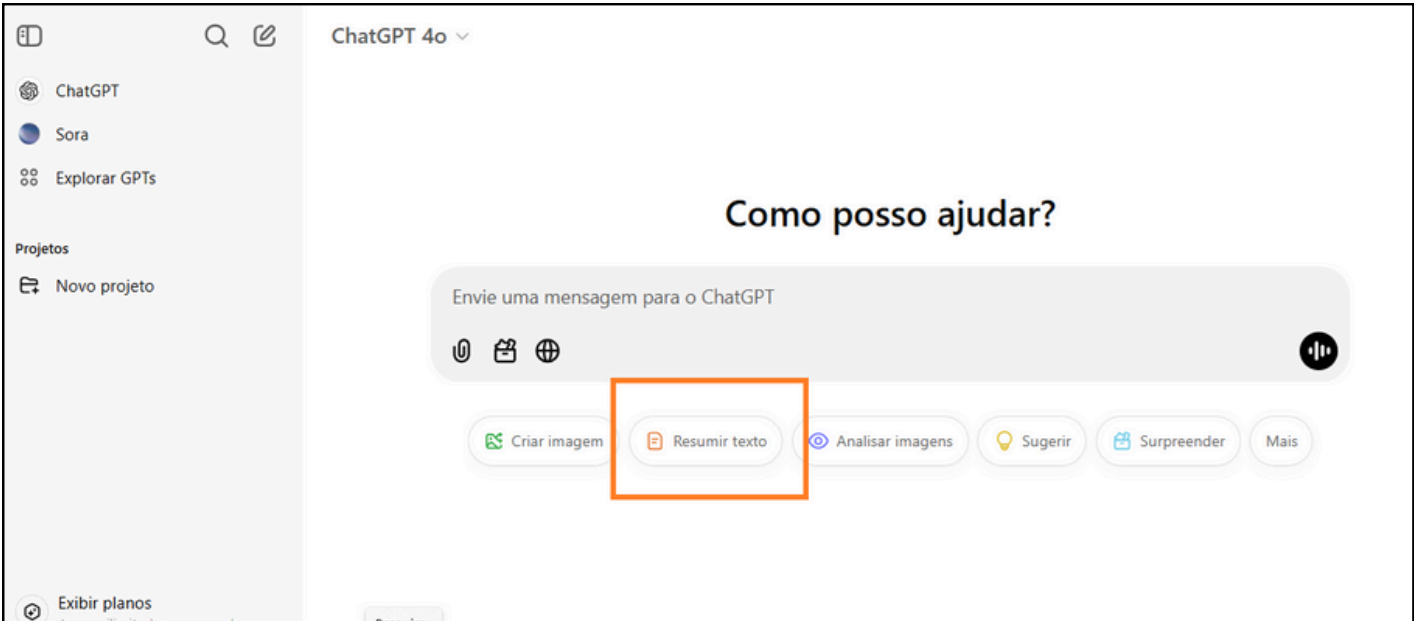 ChatGPT 4o
ChatGPT
Sora
Explorar GPTs
Projetos
Novo projeto
Exibir planos
Como posso ajudar?
Envie uma mensagem para o ChatGPT
Criar imagem
Resumir texto
Analisar imagens
Sugerir
Surpreender
Mais